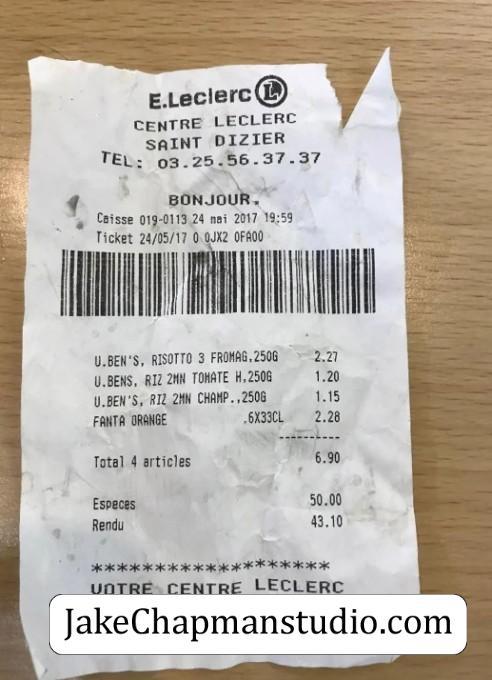 E.Leclerc L
CENTRE LECLERC
SAINT DIZIER
TEL: 03.25.56.37.37
BONJOUR.
Caisse 019-0113 24 mai 2017 19:59
Ticket 24/05/17 0 0JX2 0FA00
U.BEN'S, RISOTTO 3 FROMAG,250G 2.27
U.BENS, RIZ 2MN TOMATE H,250G 1.20
U.BEN'S, RIZ 2MN CHAMP.,250G 1.15
FANTA ORANGE .6X33CL 2.28
----------
Total 4 articles 6.90
Especes 50.00
Rendu 43.10
********************
VOTRE CENTRE LECLERC
JakeChapmanstudio.com